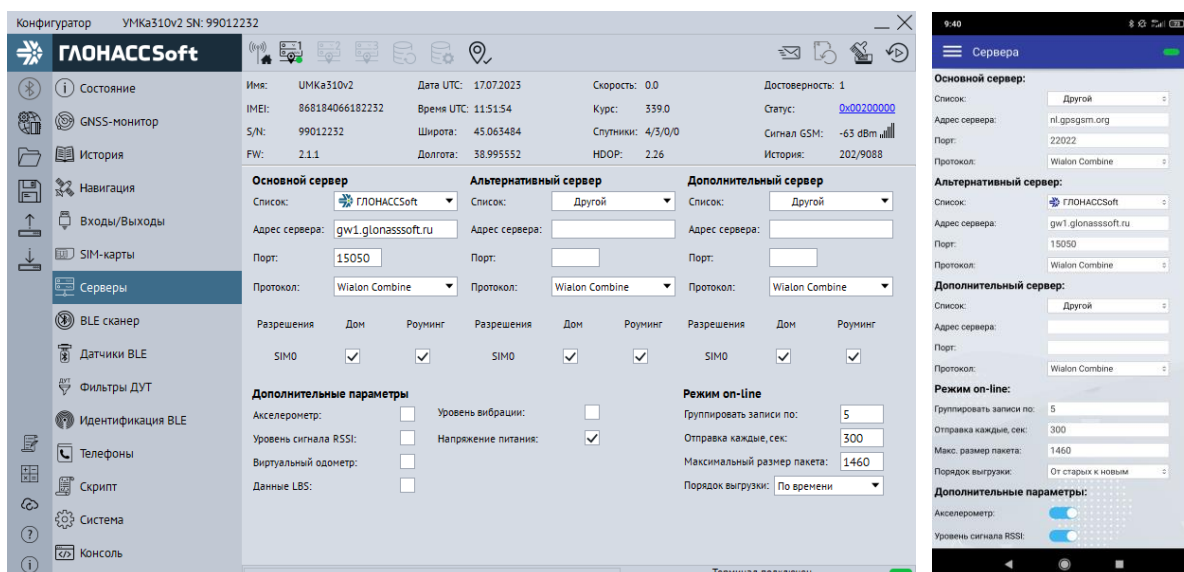 Конфигуратор УМКа310v2 SN: 99012232
ГЛОНАССSoft
Состояние
GNSS-монитор
История
Навигация
Входы/Выходы
SIM-карты
Серверы
BLE сканер
Датчики BLE
Фильтры ДУТ
Идентификация BLE
Телефоны
Скрипт
Система
Консоль
Имя: UMKa310v2 Дата UTC: 17.07.2023 Скорость: 0.0 Достоверность: 1
IMEI: 868184066182232 Время UTC: 11:51:54 Курс: 339.0 Статус: 0x00200000
S/N: 99012232 Широта: 45.063484 Спутники: 4/3/0/0 Сигнал GSM: -63 dBm
FW: 2.1.1 Долгота: 38.995552 HDOP: 2.26 История: 202/9088
Основной сервер Альтернативный сервер Дополнительный сервер
Список: ГЛОНАССSoft Список: Другой Список: Другой
Адрес сервера: gw1.glonasssoft.ru Адрес сервера: Адрес сервера:
Порт: 15050 Порт: Порт:
Протокол: Wialon Combine Протокол: Wialon Combine Протокол: Wialon Combine
Разрешения Дом Роуминг Разрешения Дом Роуминг Разрешения Дом Роуминг
SIM0 SIM0 SIM0
Дополнительные параметры Режим on-line
Акселерометр: Уровень вибрации: Группировать записи по: 5
Уровень сигнала RSSI: Напряжение питания: Отправка каждые, сек: 300
Виртуальный одометр: Максимальный размер пакета: 1460
Данные LBS: Порядок выгрузки: По времени
9:40
Сервера
Основной сервер:
Список: Другой
Адрес сервера: nl.gpsgsm.org
Порт: 22022
Протокол: Wialon Combine
Альтернативный сервер:
Список: ГЛОНАССSoft
Адрес сервера: gw1.glonasssoft.ru
Порт: 15050
Протокол: Wialon Combine
Дополнительный сервер:
Список: Другой
Адрес сервера:
Порт:
Протокол: Wialon Combine
Режим on-line:
Группировать записи по: 5
Отправка каждые, сек: 300
Макс. размер пакета: 1460
Порядок выгрузки: От старых к новым
Дополнительные параметры:
Акселерометр:
Уровень сигнала RSSI: